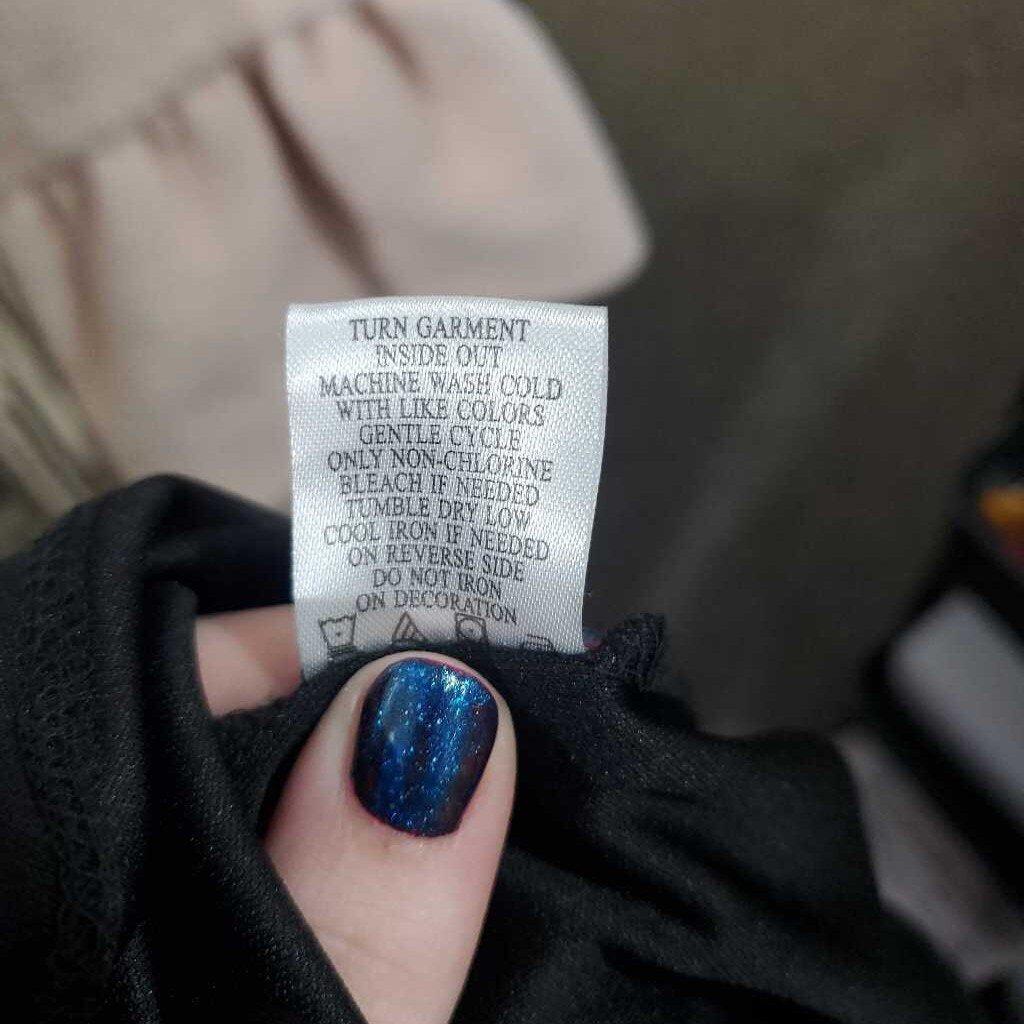 TURN GARMENT
INSIDE OUT
MACHINE WASH COLD
WITH LIKE COLORS
GENTLE CYCLE
ONLY NON-CHLORINE
BLEACH IF NEEDED
TUMBLE DRY LOW
COOL IRON IF NEEDED
ON REVERSE SIDE
DO NOT IRON
ON DECORATION